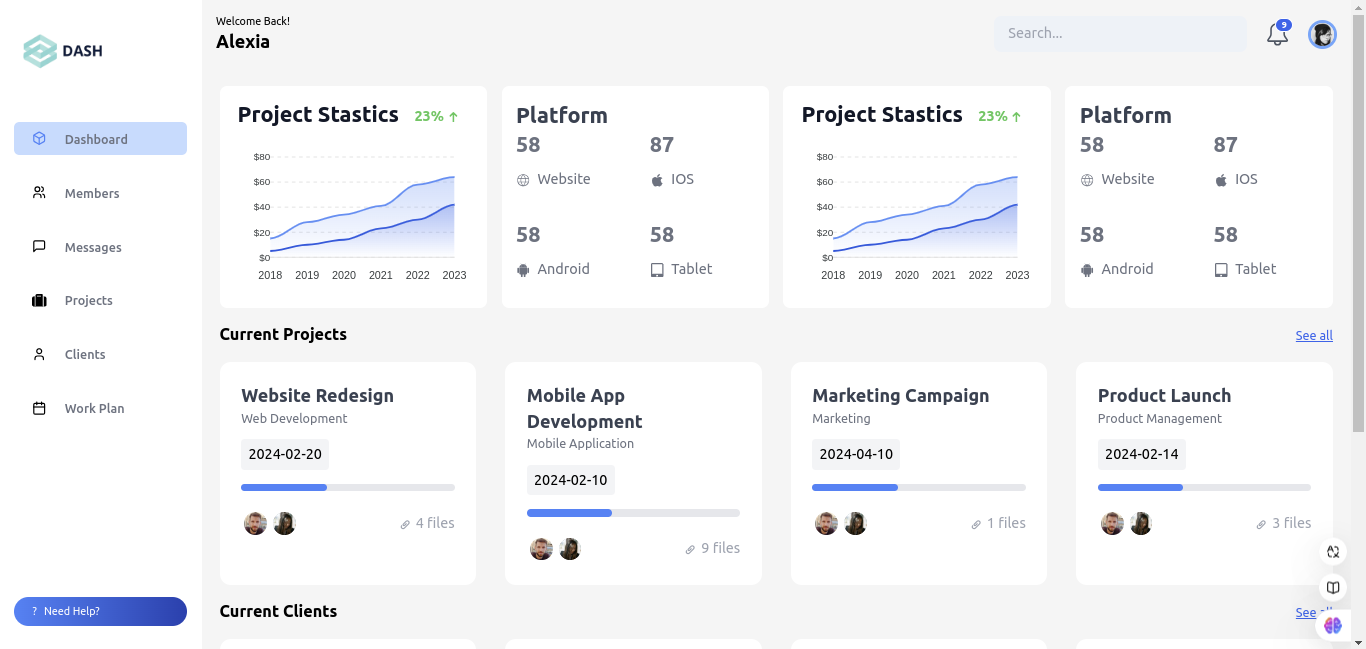 DASH
Dashboard
Members
Messages
Projects
Clients
Work Plan
? Need Help?
Welcome Back!
Alexia
Search...
9
Project Stastics 23% ↑
$80
$60
$40
$20
$0
2018 2019 2020 2021 2022 2023
Platform
58 87
Website IOS
58 58
Android Tablet
Project Stastics 23% ↑
$80
$60
$40
$20
$0
2018 2019 2020 2021 2022 2023
Platform
58 87
Website IOS
58 58
Android Tablet
Current Projects See all
Website Redesign
Web Development
2024-02-20
4 files
Mobile App
Development
Mobile Application
2024-02-10
9 files
Marketing Campaign
Marketing
2024-04-10
1 files
Product Launch
Product Management
2024-02-14
3 files
Current Clients See all